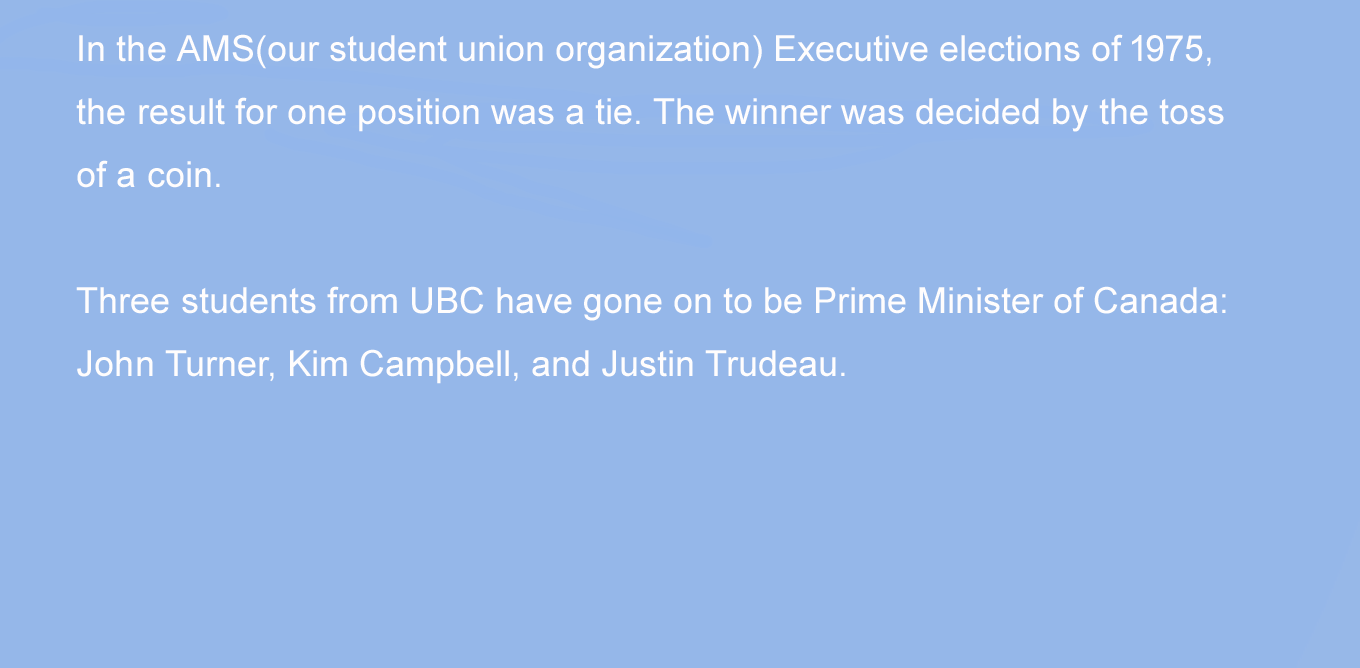 In the AMS(our student union organization) Executive elections of 1975,
the result for one position was a tie. The winner was decided by the toss
of a coin.
Three students from UBC have gone on to be Prime Minister of Canada:
John Turner, Kim Campbell, and Justin Trudeau.